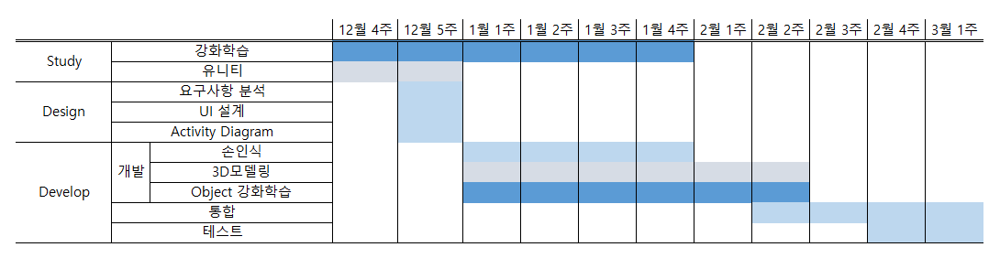 12월 4주 12월 5주 1월 1주 1월 2주 1월 3주 1월 4주 2월 1주 2월 2주 2월 3주 2월 4주 3월 1주
Study 강화학습
유니티
Design 요구사항 분석
UI 설계
Activity Diagram
Develop 개발 손인식
3D모델링
Object 강화학습
통합
테스트